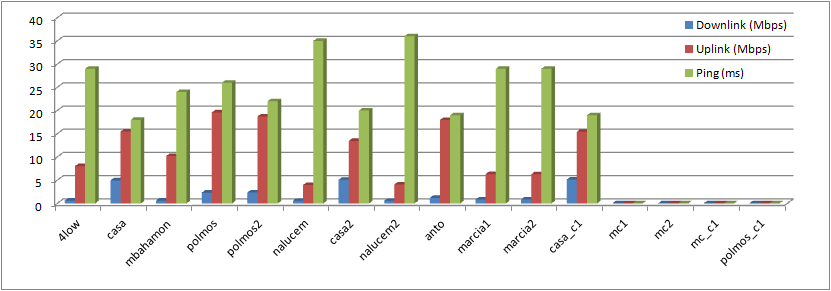 40
35
30
25
20
15
10
5
0
Downlink (Mbps)
Uplink (Mbps)
Ping (ms)
4low
casa
mbahamon
polmos
polmos2
nalucem
casa2
nalucem2
anto
marcia1
marcia2
casa_c1
mc1
mc2
mc_c1
polmos_c1